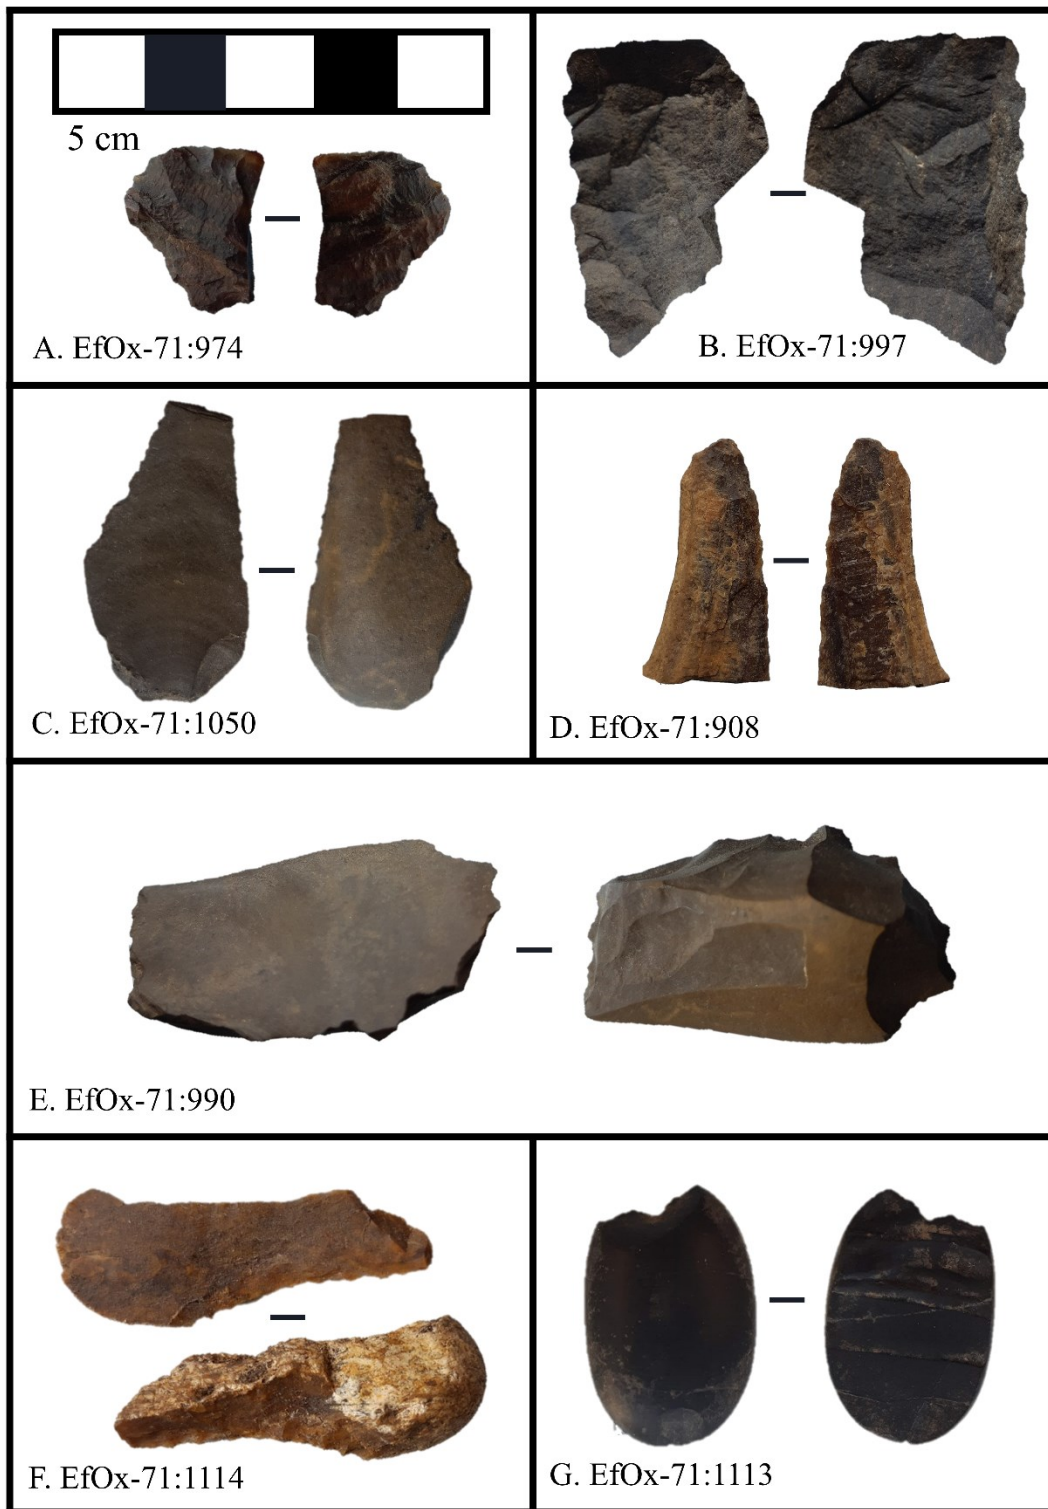 5 cm
A. EfOx-71:974
B. EfOx-71:997
C. EfOx-71:1050
D. EfOx-71:908
E. EfOx-71:990
F. EfOx-71:1114
G. EfOx-71:1113